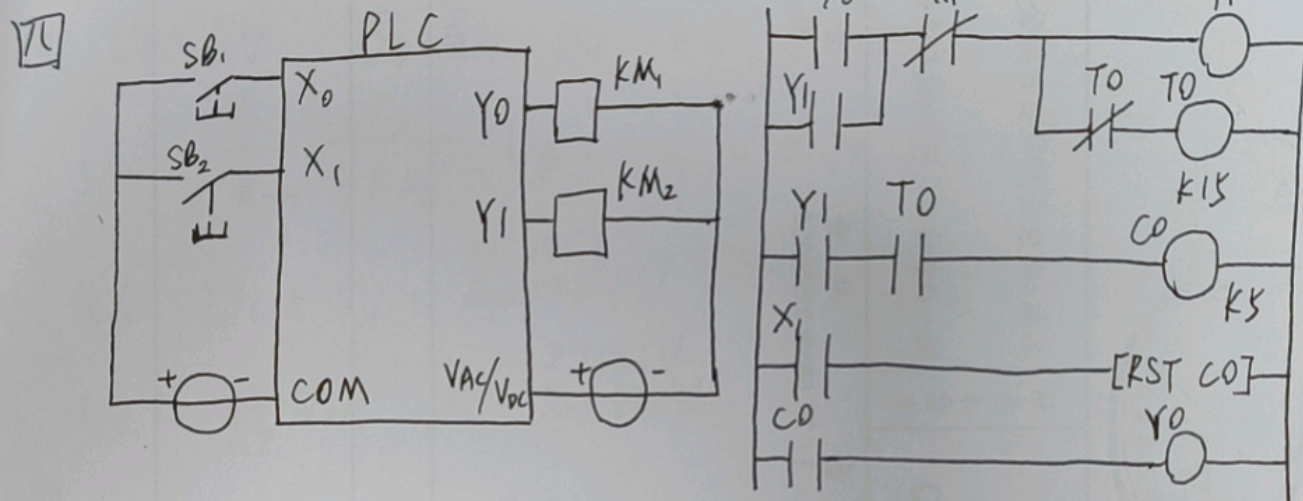 八
PLC
SB₁
X₀
Y0
KM₁
SB₂
X₁
Y1
KM₂
+ -
COM
VAC/VDC
+ -
Y1
T0 T0
K15
Y1 T0
C0
K5
X₁
[RST C0]
C0
Y0